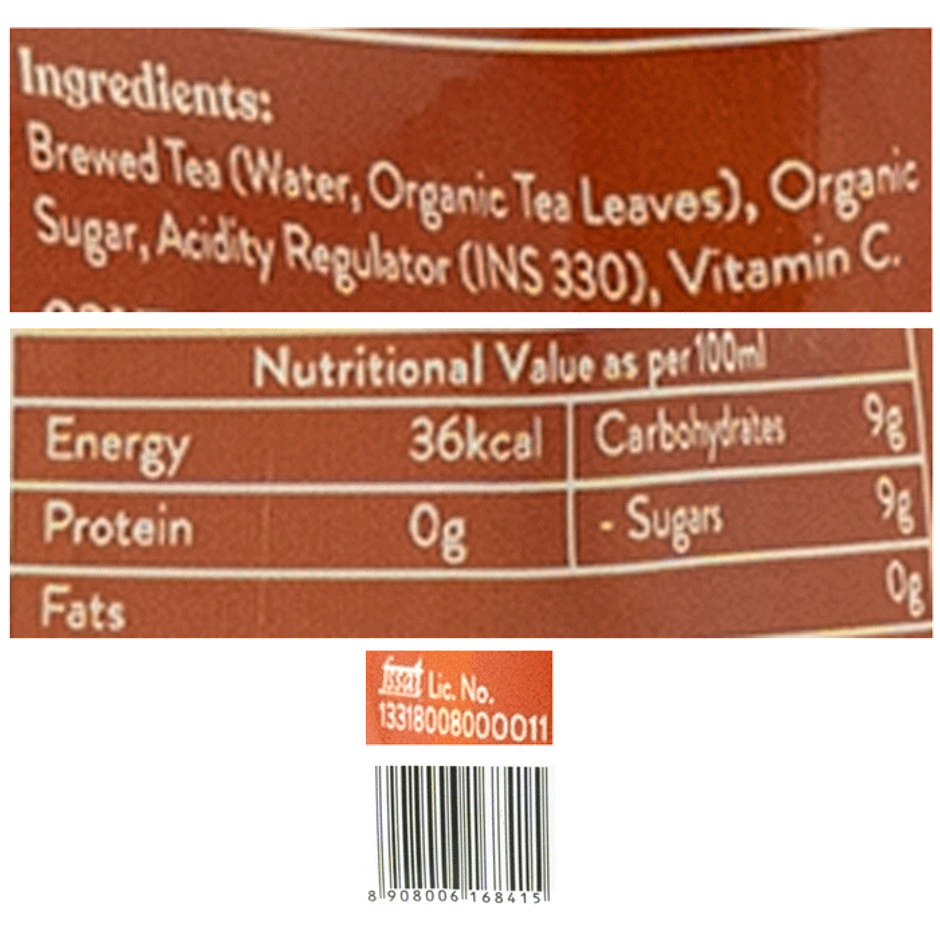 Ingredients:
Brewed Tea (Water, Organic Tea Leaves), Organic
Sugar, Acidity Regulator (INS 330), Vitamin C.
Nutritional Value as per 100ml
Energy 36kcal Carbohydrates 9g
Protein 0g - Sugars 9g
Fats 0g
fssai Lic. No.
13318008000011
8 908006 168415